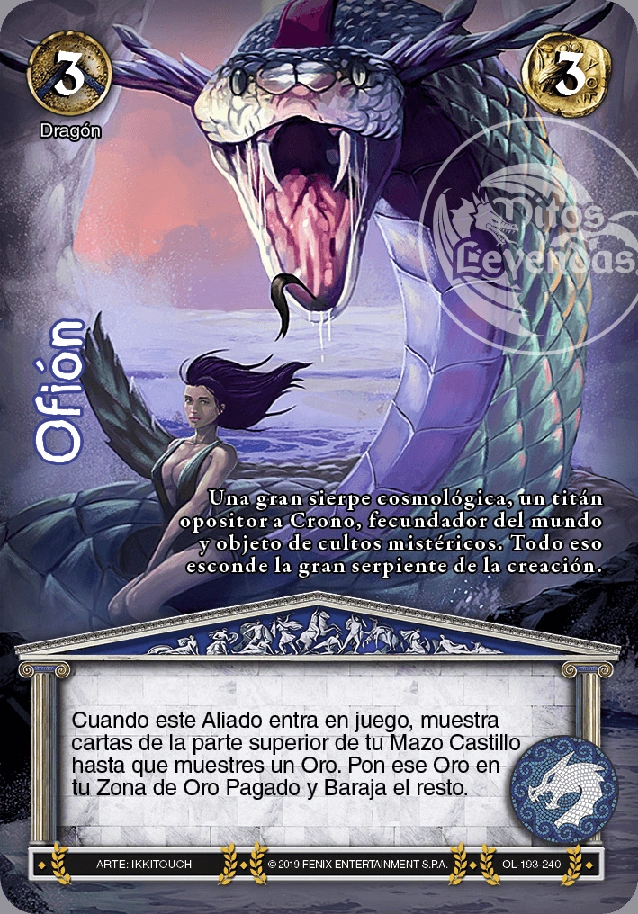 3
3
Dragón
Mitos
Leyendas
Ofión
Una gran sierpe cosmológica, un titán
opositor a Crono, fecundador del mundo
y objeto de cultos mistéricos. Todo eso
esconde la gran serpiente de la creación.
Cuando este Aliado entra en juego, muestra
cartas de la parte superior de tu Mazo Castillo
hasta que muestres un Oro. Pon ese Oro en
tu Zona de Oro Pagado y Baraja el resto.
ARTE: IKKITOUCH
© 2019 FENIX ENTERTAINMENT S.P.A.
OL 193-240